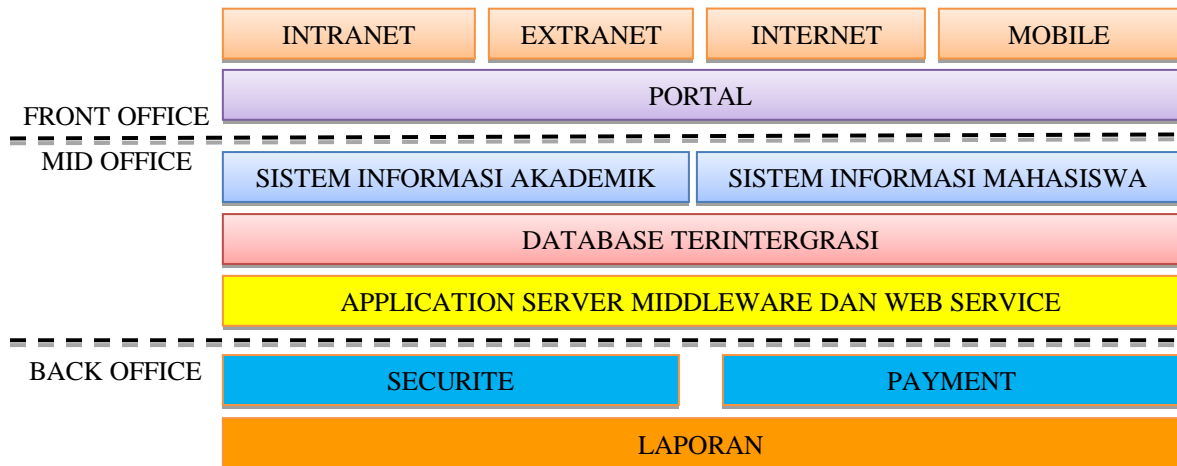 INTRANET EXTRANET INTERNET MOBILE
PORTAL
FRONT OFFICE
MID OFFICE
SISTEM INFORMASI AKADEMIK SISTEM INFORMASI MAHASISWA
DATABASE TERINTERGRASI
APPLICATION SERVER MIDDLEWARE DAN WEB SERVICE
BACK OFFICE
SECURITE PAYMENT
LAPORAN